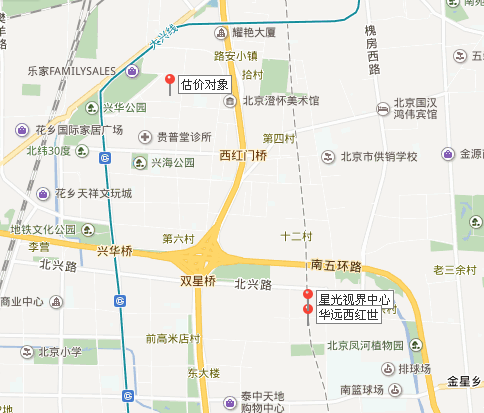 耀艳大厦
槐房西路
樊羊路
大兴线
路安小镇
乐家FAMILYSALES
拾村
估价对象
北京澄怀美术馆
兴华公园
北京国汉鸿伟宾馆
花乡国际家居广场
贵普堂诊所
第四村
北纬30度
兴海公园
西红门桥
北京市供销学校
金源
花乡天祥文玩城
地铁文化公园
李营
兴华桥
第六村
十二村
南五环路
北兴路
双星桥
北兴路
老三余村
星光视界中心
华远西红世
商业中心
前高米店村
北京凤河植物园
北京小学
东大楼
排球场
南篮球场
金星乡
泰中天地
购物中心